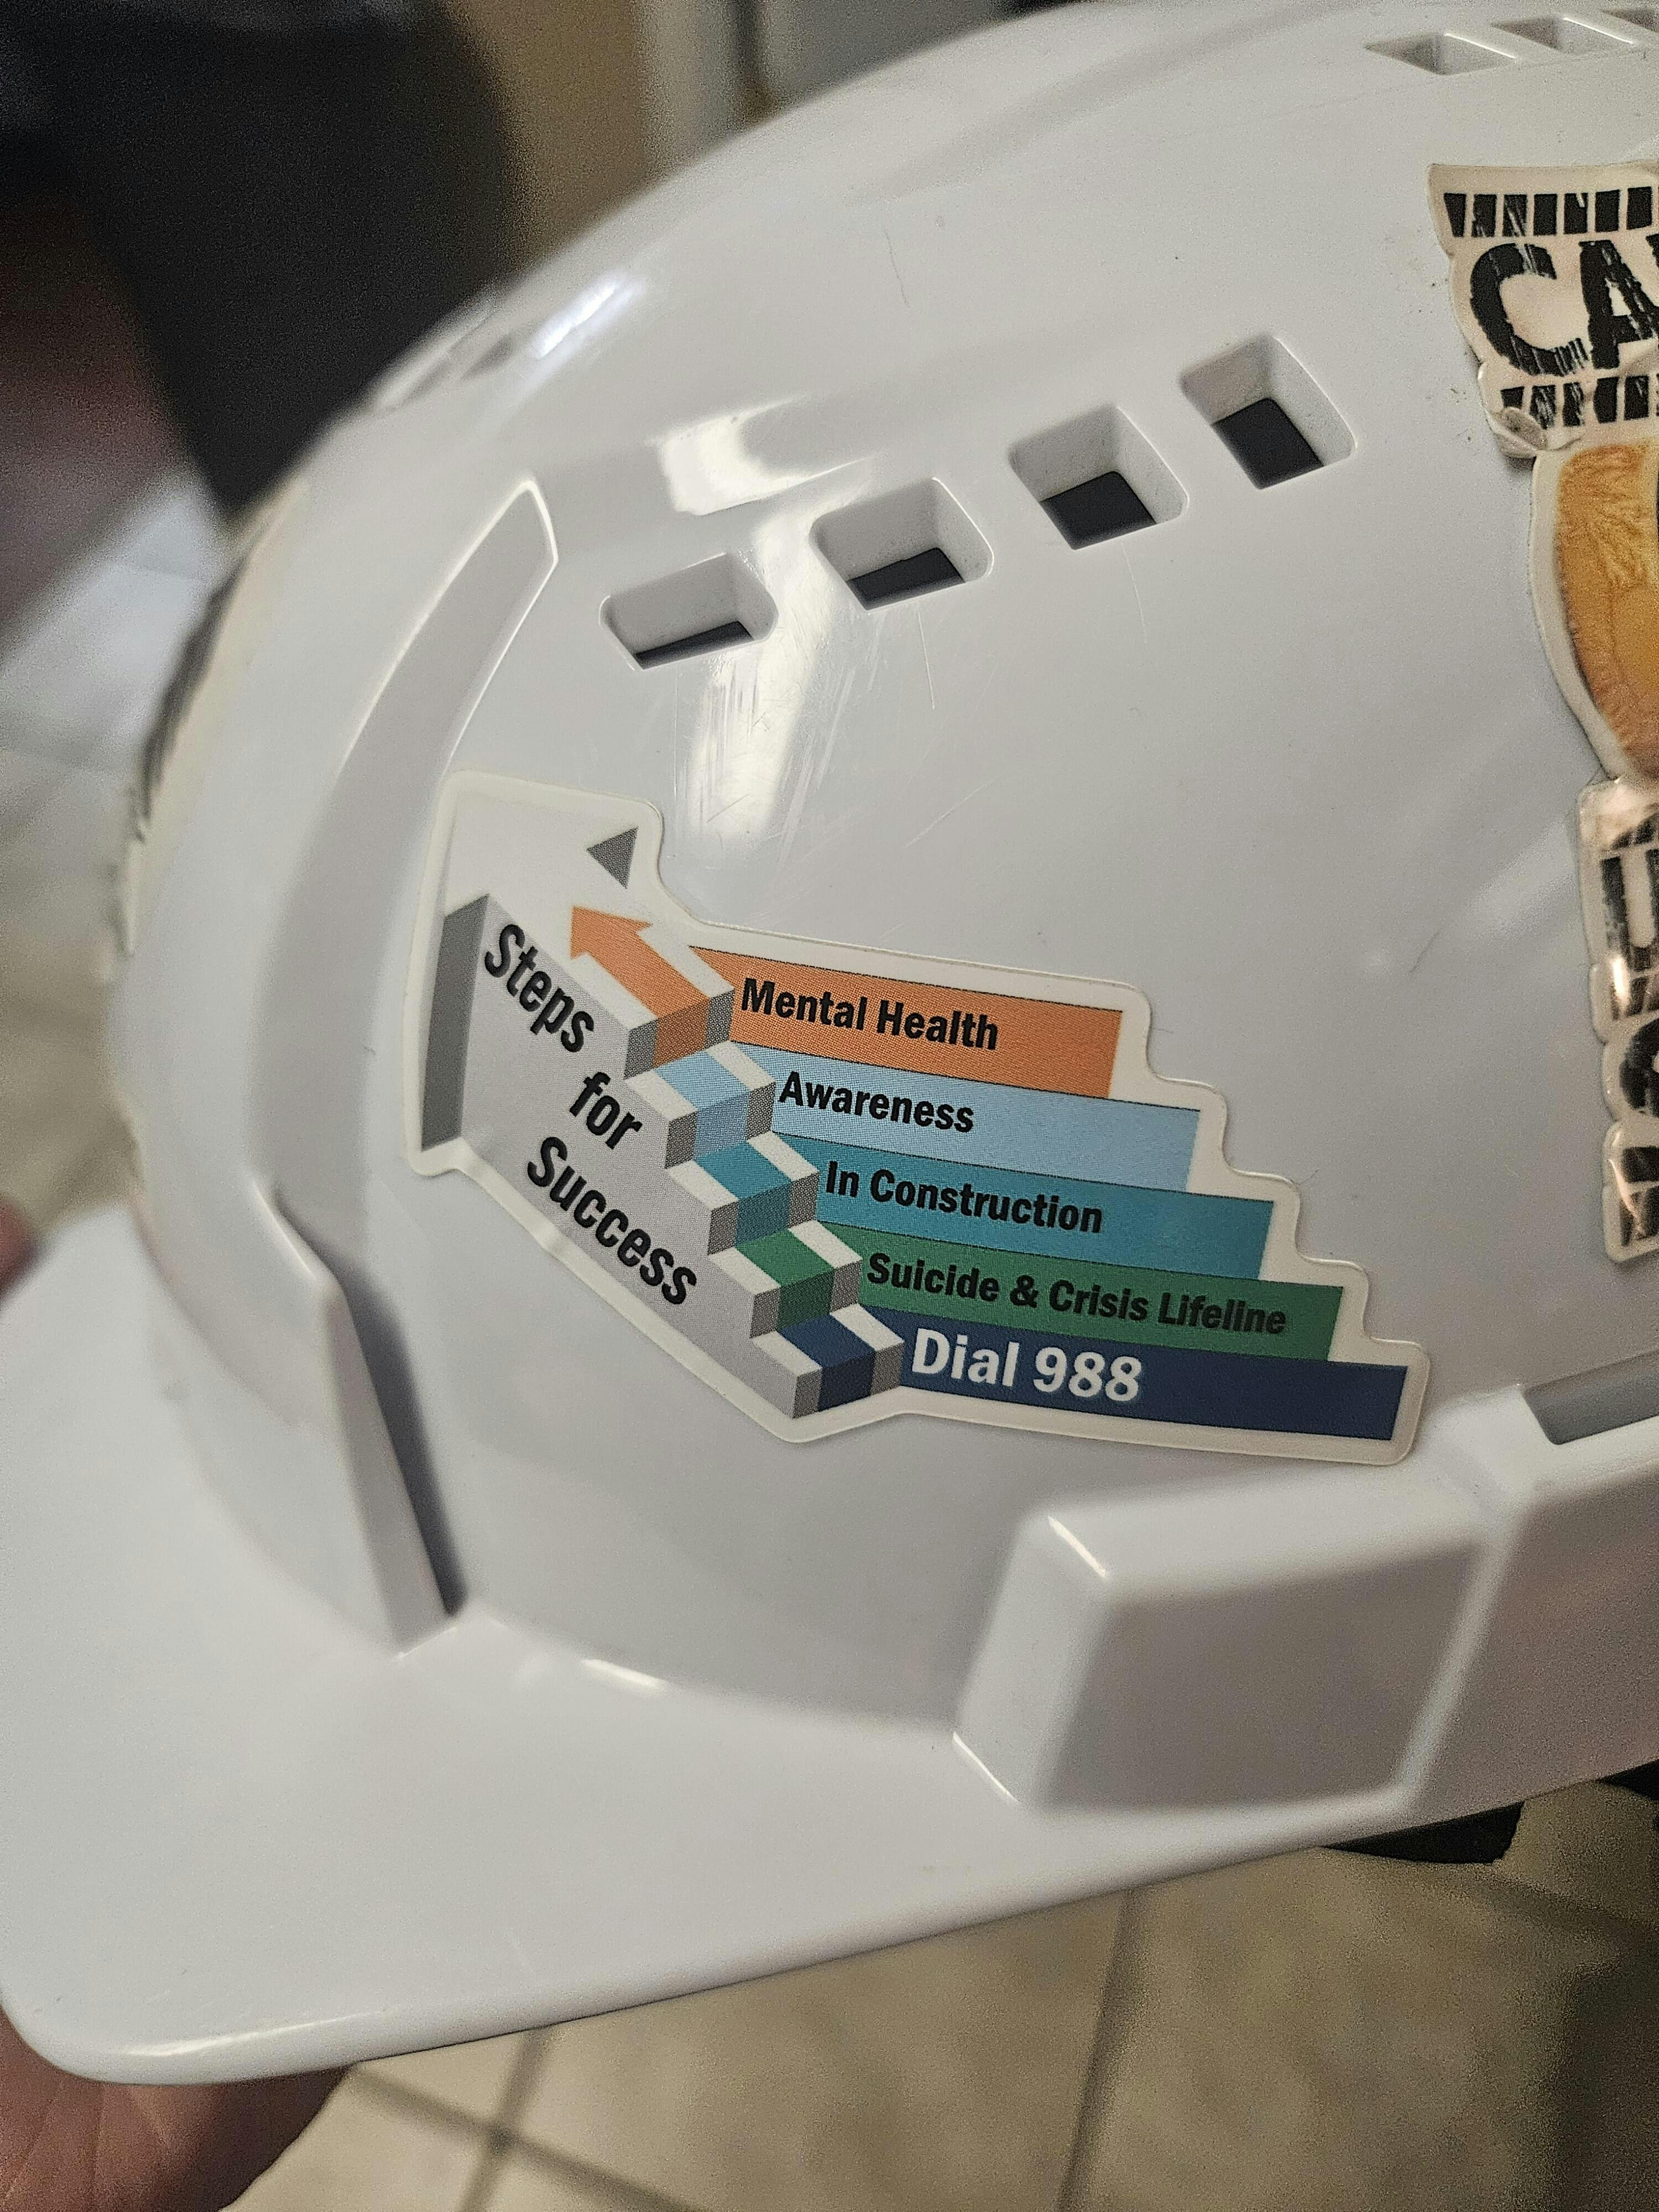 Steps
for
Success
Mental Health
Awareness
In Construction
Suicide & Crisis Lifeline
Dial 988